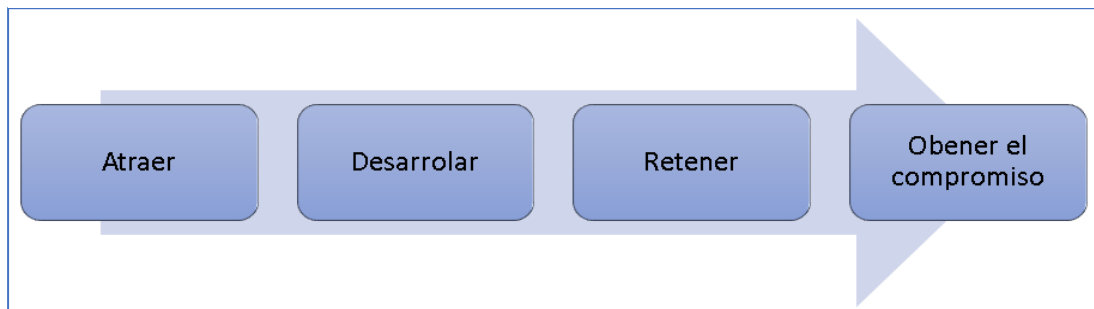 Atraer
Desarrolar
Retener
Obener el
compromiso